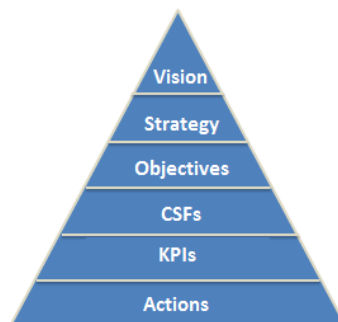 Vision
Strategy
Objectives
CSFs
KPIs
Actions